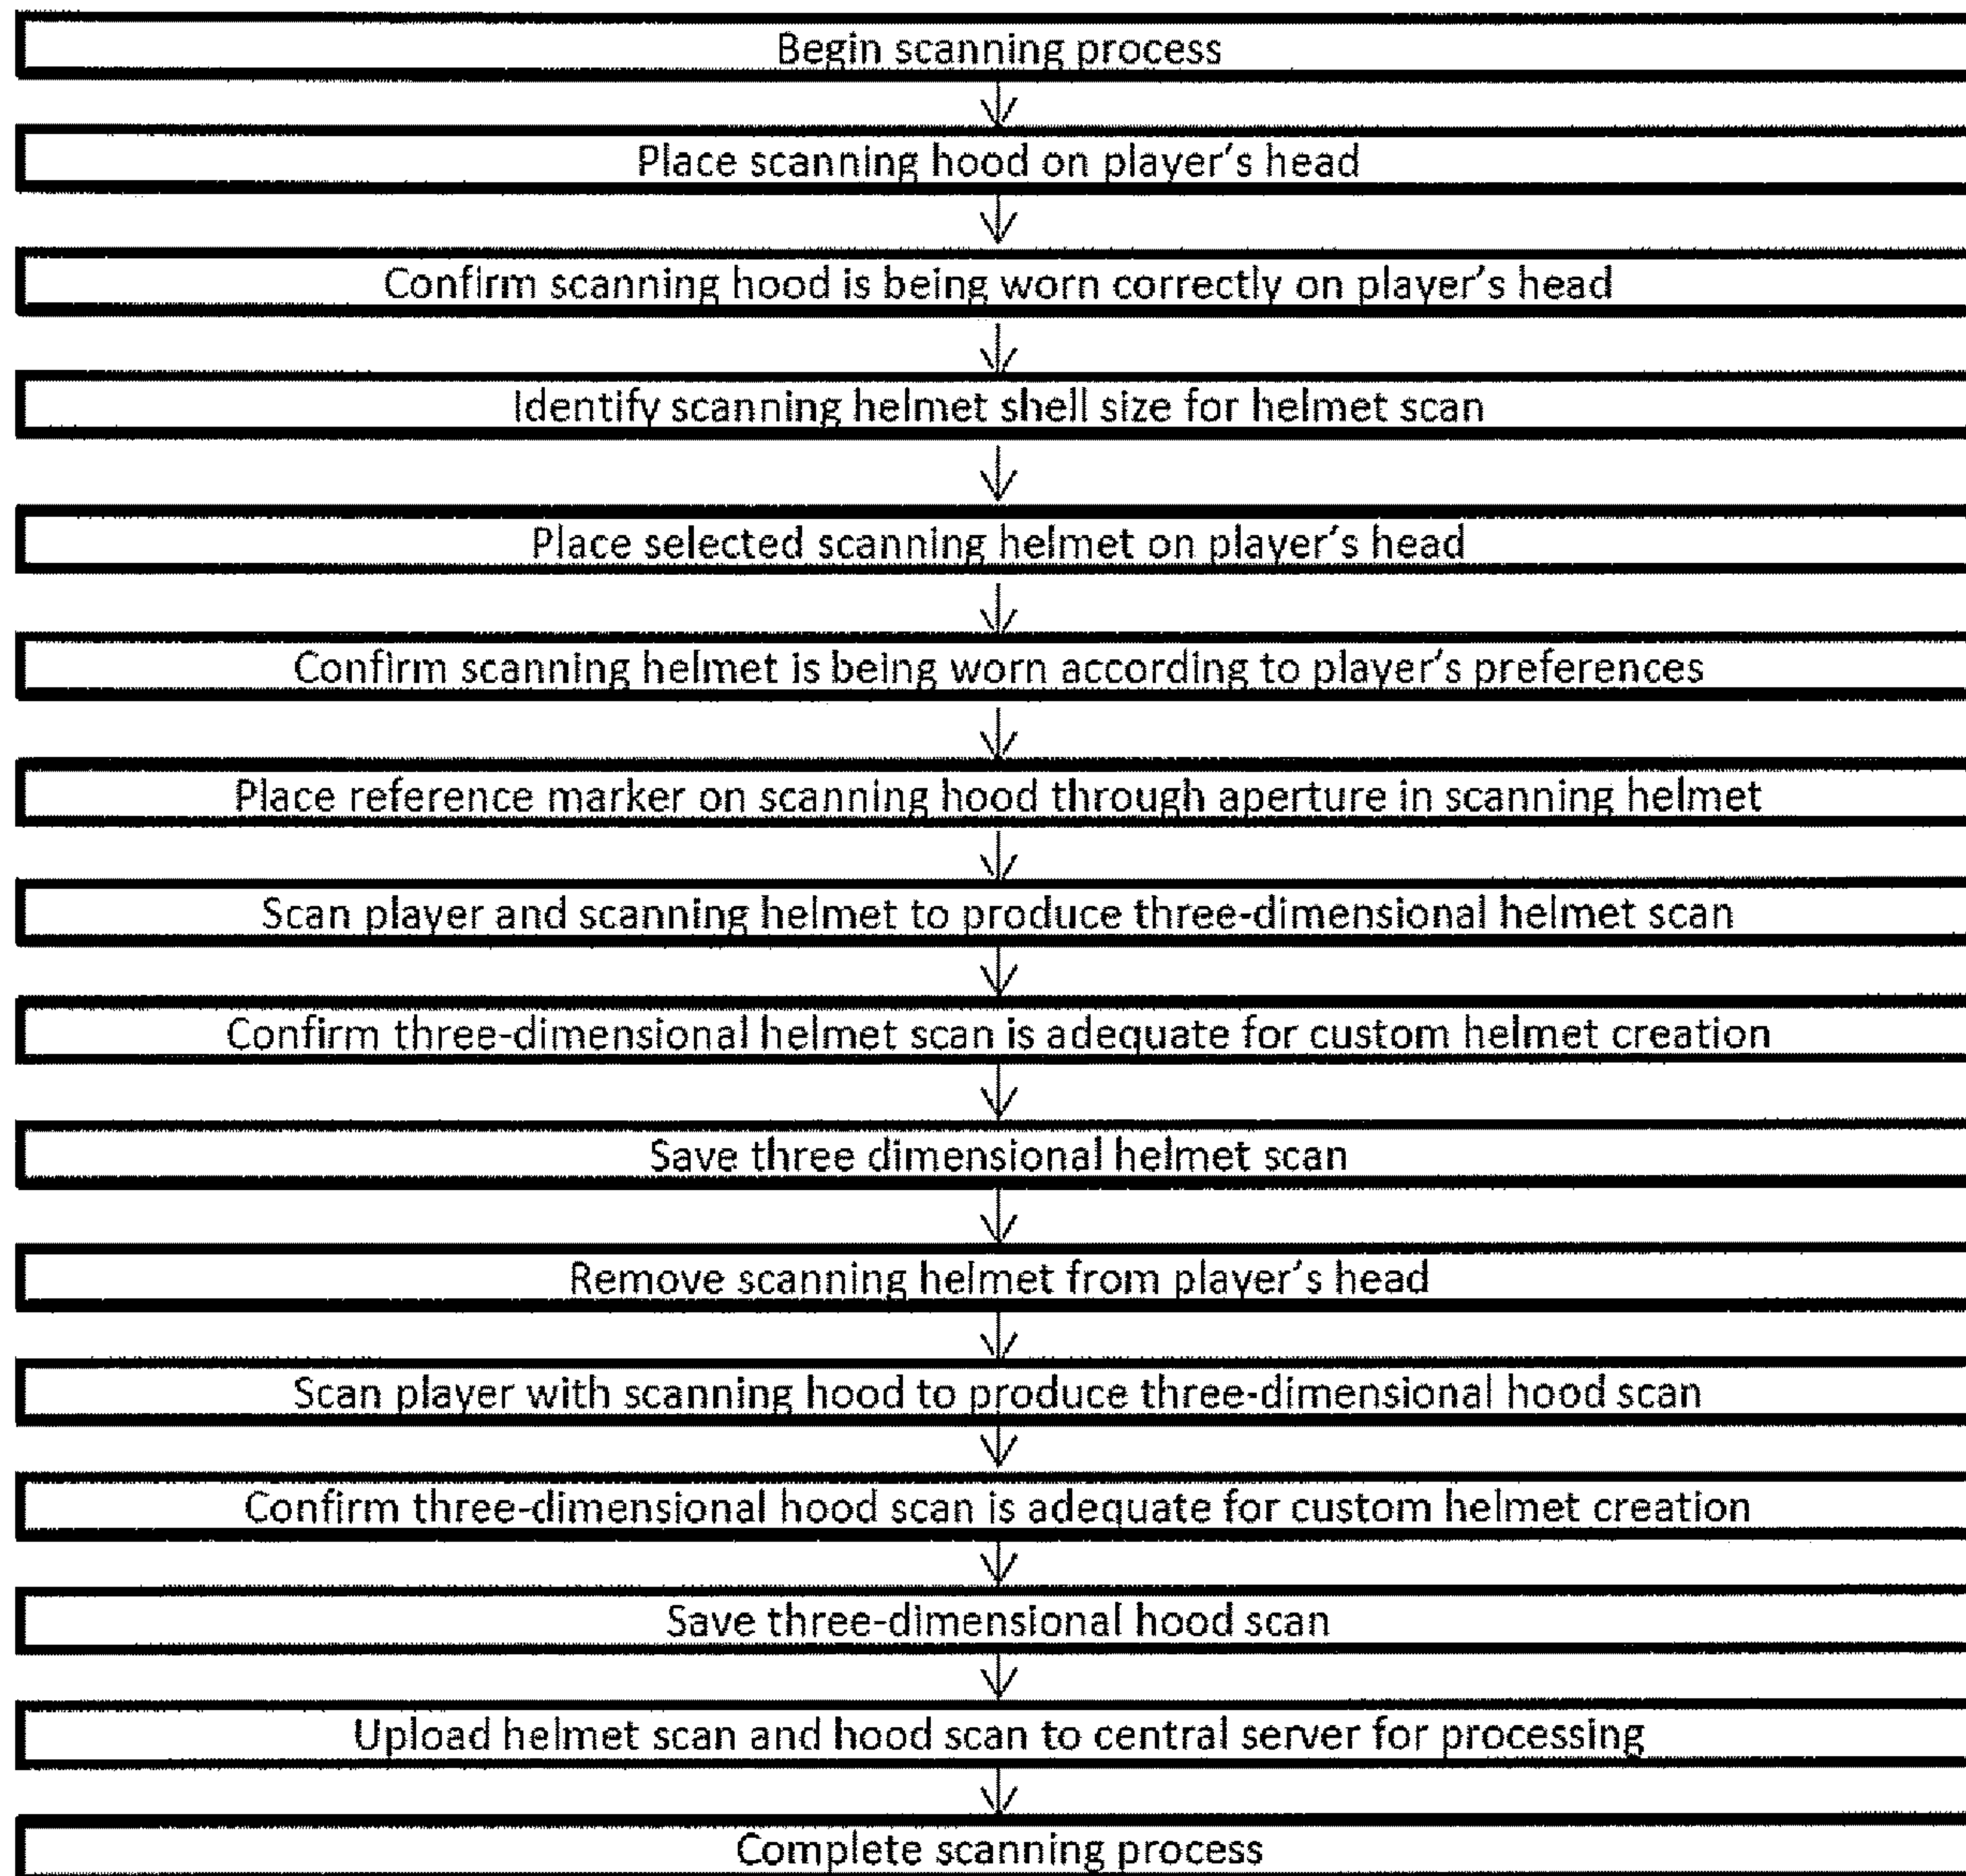 Begin scanning process
Place scanning hood on player's head
Confirm scanning hood is being worn correctly on player's head
Identify scanning helmet shell size for helmet scan
Place selected scanning helmet on player's head
Confirm scanning helmet is being worn according to player's preferences
Place reference marker on scanning hood through aperture in scanning helmet
Scan player and scanning helmet to produce three-dimensional helmet scan
Confirm three-dimensional helmet scan is adequate for custom helmet creation
Save three dimensional helmet scan
Remove scanning helmet from player's head
Scan player with scanning hood to produce three-dimensional hood scan
Confirm three-dimensional hood scan is adequate for custom helmet creation
Save three-dimensional hood scan
Upload helmet scan and hood scan to central server for processing
Complete scanning process